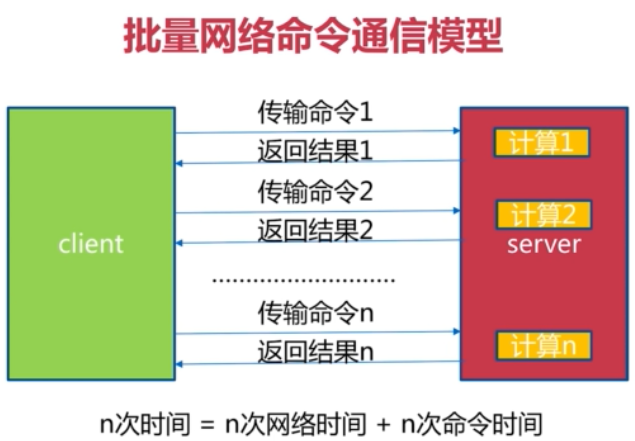 批量网络命令通信模型
传输命令1
计算1
返回结果1
传输命令2
计算2
返回结果2
client
server
...........................
传输命令n
计算n
返回结果n
n次时间 = n次网络时间 + n次命令时间